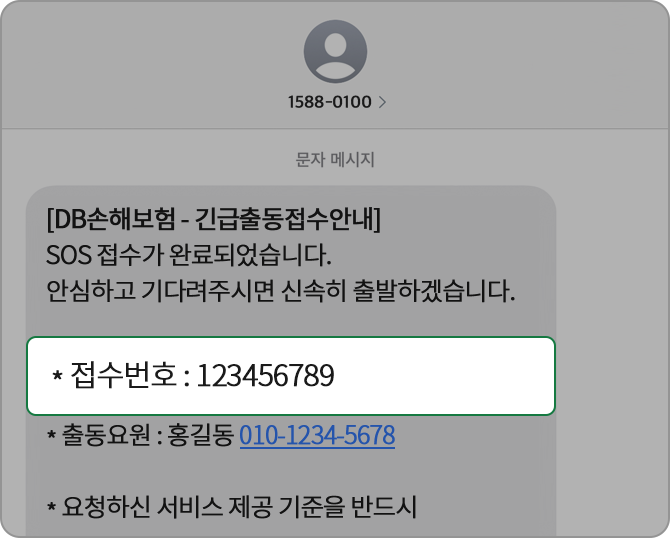 1588-0100 >
문자 메시지
[DB손해보험 - 긴급출동접수안내]
SOS 접수가 완료되었습니다.
안심하고 기다려주시면 신속히 출발하겠습니다.
* 접수번호 : 123456789
* 출동요원 : 홍길동 010-1234-5678
* 요청하신 서비스 제공 기준을 반드시